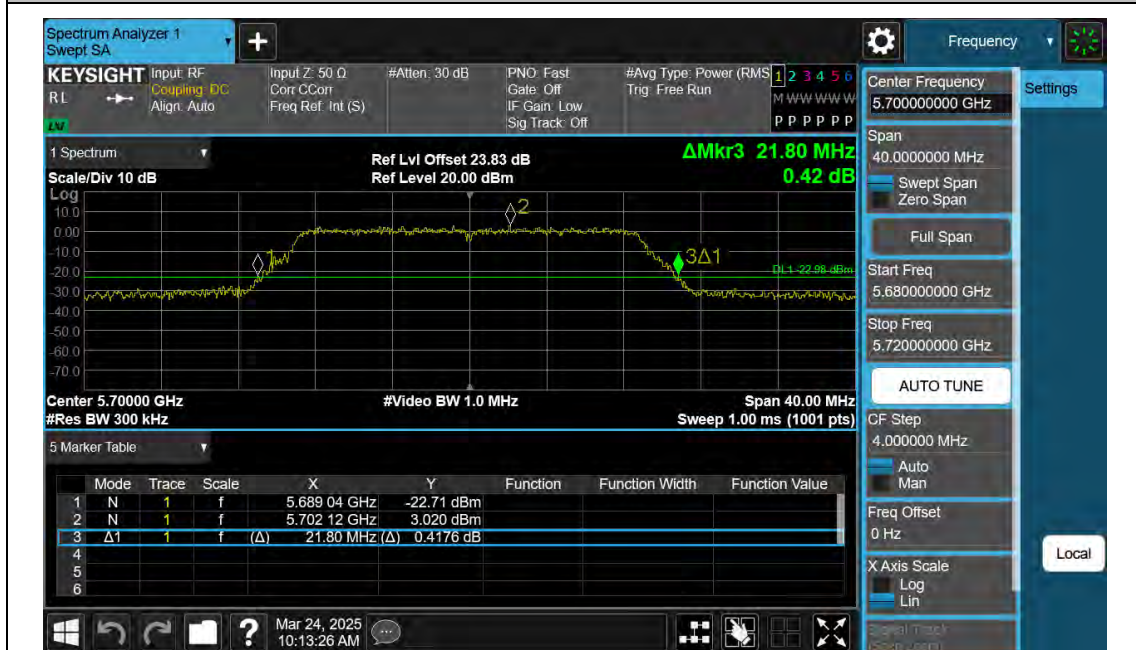 Spectrum Analyzer 1
Swept SA
+
Frequency
KEYSIGHT
RL
LXI
Input: RF
Coupling: DC
Align: Auto
Input Z: 50 Ω
Corr CCorr
Freq Ref: Int (S)
#Atten: 30 dB
PNO: Fast
Gate: Off
IF Gain: Low
Sig Track: Off
#Avg Type: Power (RMS
Trig: Free Run
1 2 3 4 5 6
M W W W W W
P P P P P P
1 Spectrum
Scale/Div 10 dB
Ref Lvl Offset 23.83 dB
Ref Level 20.00 dBm
ΔMkr3 21.80 MHz
0.42 dB
Log
10.0
0.00
-10.0
-20.0
-30.0
-40.0
-50.0
-60.0
-70.0
1
2
3Δ1
DL1 -22.98 dBm
Center 5.70000 GHz
#Video BW 1.0 MHz
Span 40.00 MHz
#Res BW 300 kHz
Sweep 1.00 ms (1001 pts)
5 Marker Table
Mode Trace Scale X Y Function Function Width Function Value
1 N 1 f 5.689 04 GHz -22.71 dBm
2 N 1 f 5.702 12 GHz 3.020 dBm
3 Δ1 1 f (Δ) 21.80 MHz (Δ) 0.4176 dB
4
5
6
?
Mar 24, 2025
10:13:26 AM
Center Frequency
5.700000000 GHz
Settings
Span
40.0000000 MHz
Swept Span
Zero Span
Full Span
Start Freq
5.680000000 GHz
Stop Freq
5.720000000 GHz
AUTO TUNE
CF Step
4.000000 MHz
Auto
Man
Freq Offset
0 Hz
X Axis Scale
Log
Lin
Local